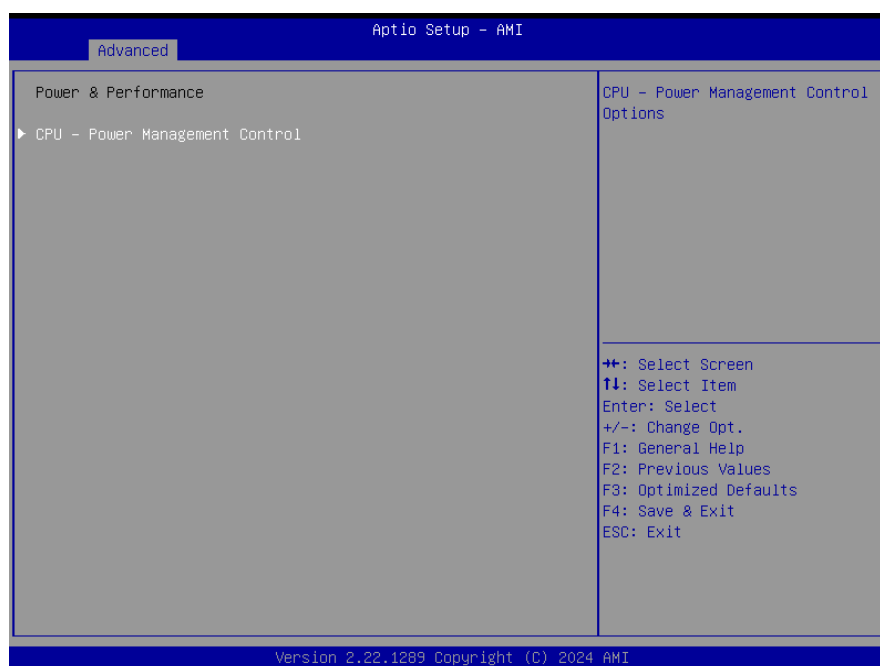 Aptio Setup – AMI
Advanced
Power & Performance
CPU – Power Management Control
CPU – Power Management Control
Options
→←: Select Screen
↑↓: Select Item
Enter: Select
+/-: Change Opt.
F1: General Help
F2: Previous Values
F3: Optimized Defaults
F4: Save & Exit
ESC: Exit
Version 2.22.1289 Copyright (C) 2024 AMI